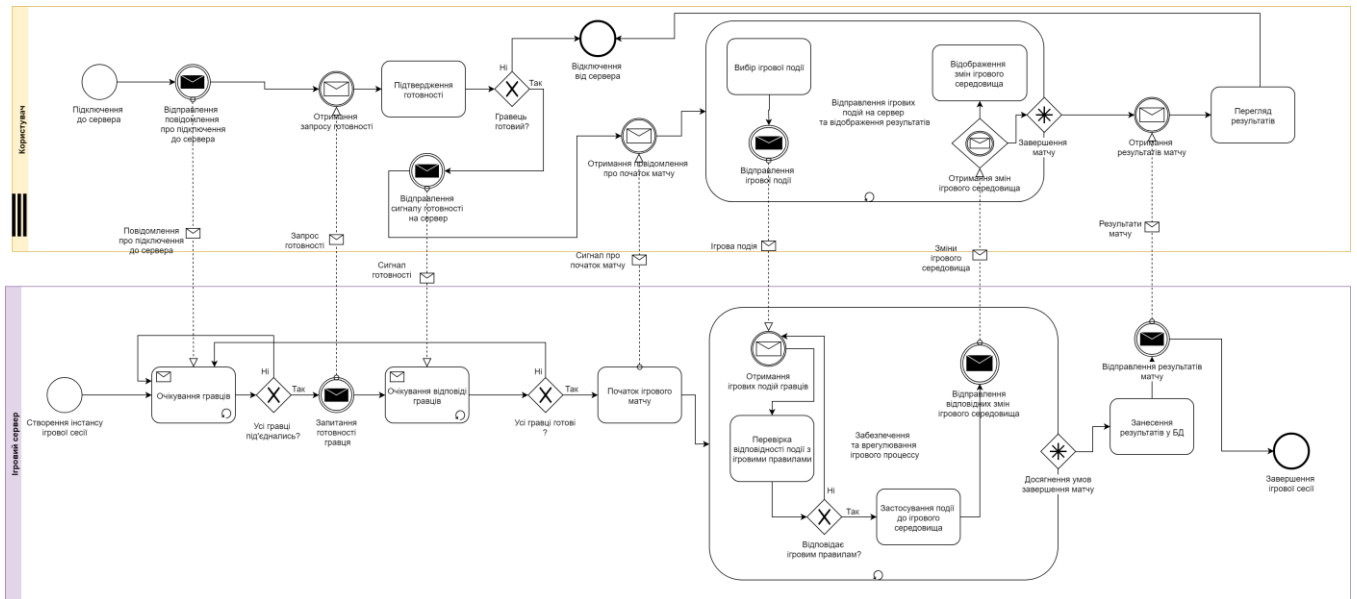 Користувач
Підключення
до сервера
Відправлення
повідомлення
про підключення
до сервера
Отримання
запросу готовності
Підтвердження
готовності
Ні
Так
Гравець
готовий?
Відключення
від сервера
Відправлення
сигналу готовності
на сервер
Отримання повідомлення
про початок матчу
Вибір ігрової події
Відправлення
ігрової події
Відправлення ігрових
подій на сервер
та відображення результатів
Відображення
змін ігрового
середовища
Отримання змін
ігрового середовища
Завершення
матчу
Отримання
результатів матчу
Перегляд
результатів
Повідомлення
про підключення
до сервера
Запрос
готовності
Сигнал
готовності
Сигнал про
початок матчу
Ігрова подія
Зміни
ігрового
середовища
Результати
матчу
Ігровий сервер
Створення інстансу
ігрової сесії
Очікування гравців
Ні
Так
Усі гравці
під'єднались?
Запитання
готовності
гравця
Очікування відповіді
гравців
Ні
Так
Усі гравці готові
?
Початок ігрового
матчу
Отримання
ігрових подій гравців
Перевірка
відповідності події з
ігровими правилами
Забезпечення
та врегулювання
ігрового процессу
Ні
Так
Відповідає
ігровим правилам?
Застосування події
до ігрового
середовища
Відправлення
відповідних змін
ігрового середовища
Досягнення умов
завершення матчу
Занесення
результатів у БД
Відправлення результатів
матчу
Завершення
ігрової сесії